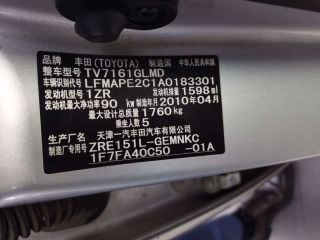 品牌 丰田(TOYOTA) 制造国 中华人民共和国
整车型号 TV7161GLMD
车辆识别代号 LFMAPE2C1A0183301
发动机型号 1ZR 发动机排量 1598ml
发动机最大净功率 90 kw 制造年月 2010年04月
最大设计总质量 1760kg
乘坐人数 5
制造厂名 天津一汽丰田汽车有限公司
制造厂专用号 ZRE151L-GEMNKC
1F7FA40C50 -01A